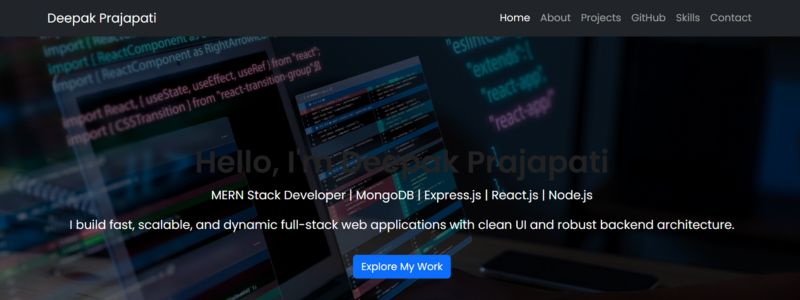 Deepak Prajapati
Home About Projects GitHub Skills Contact
import { ReactComponent
import { ReactComponent as RightArrow
import React, { useState, useEffect, useRef } from "react";
import { CSSTransition } from "react-transition-group";
"extends": [
"react-app",
"react-app/
Hello, I'm Deepak Prajapati
MERN Stack Developer | MongoDB | Express.js | React.js | Node.js
I build fast, scalable, and dynamic full-stack web applications with clean UI and robust backend architecture.
Explore My Work